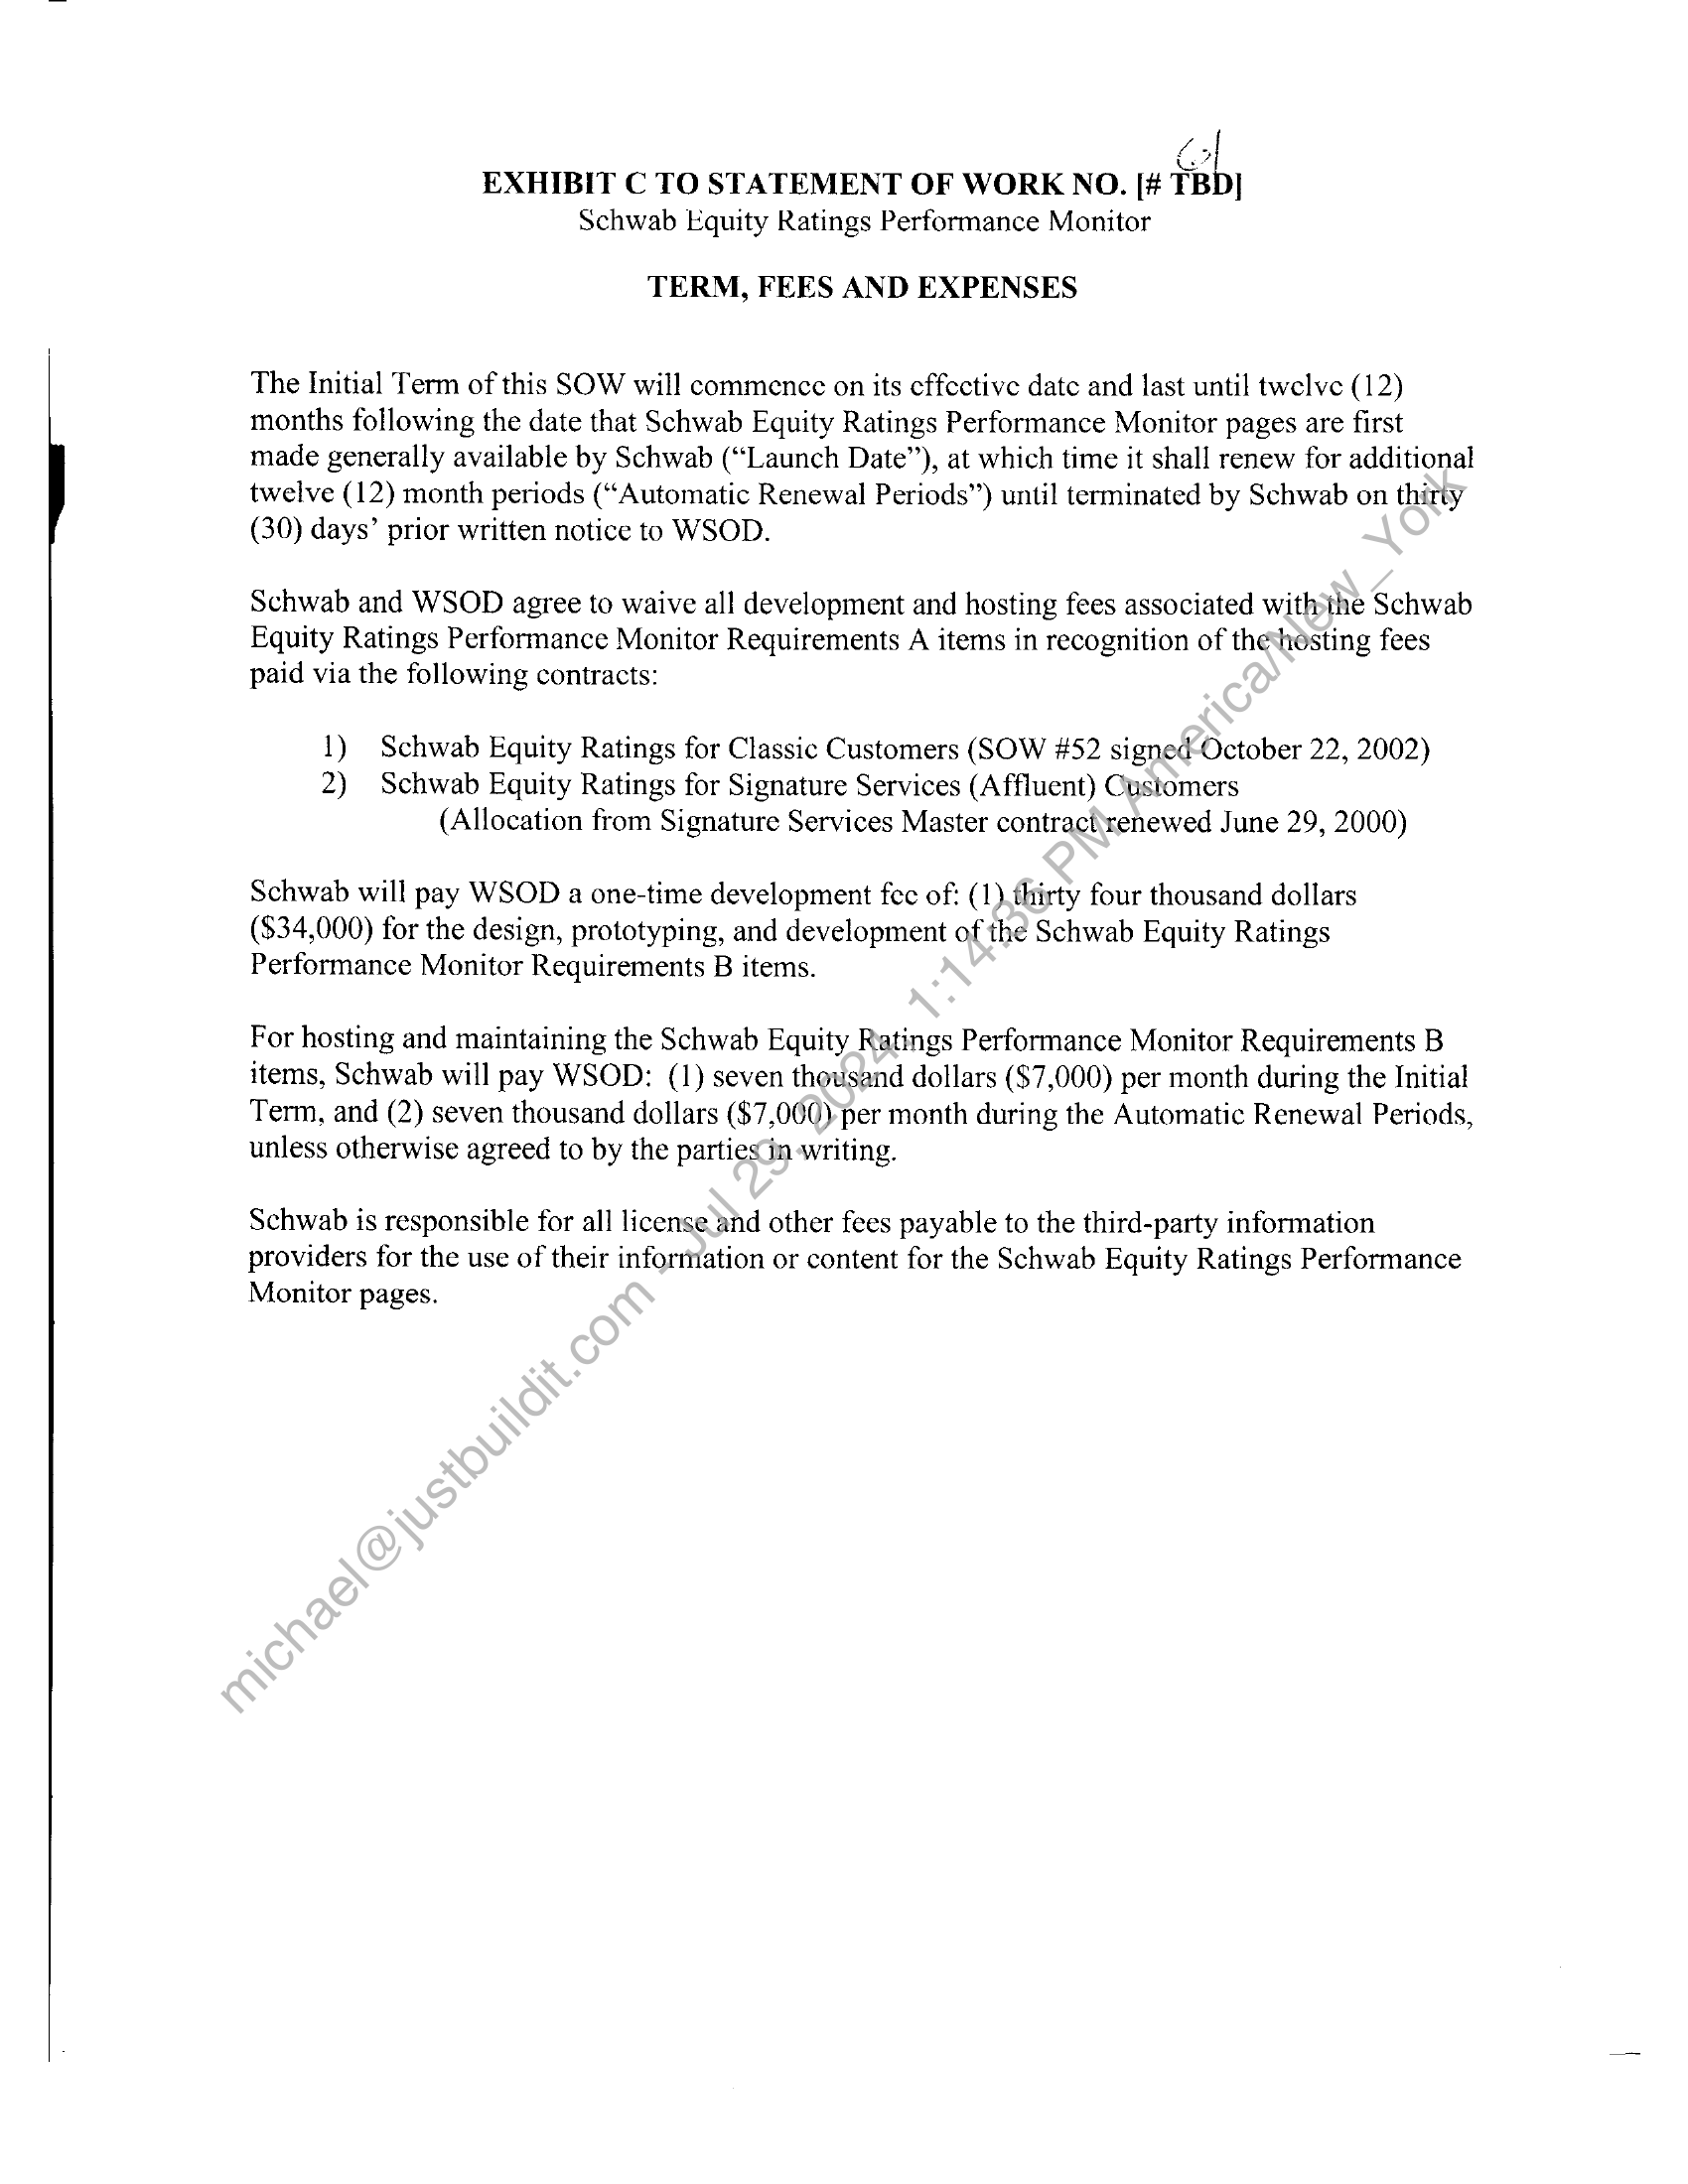 61
EXHIBIT C TO STATEMENT OF WORK NO. [# TBD]
Schwab Equity Ratings Performance Monitor
TERM, FEES AND EXPENSES
The Initial Term of this SOW will commence on its effective date and last until twelve (12)
months following the date that Schwab Equity Ratings Performance Monitor pages are first
made generally available by Schwab (“Launch Date”), at which time it shall renew for additional
twelve (12) month periods (“Automatic Renewal Periods”) until terminated by Schwab on thirty
(30) days’ prior written notice to WSOD.
Schwab and WSOD agree to waive all development and hosting fees associated with the Schwab
Equity Ratings Performance Monitor Requirements A items in recognition of the hosting fees
paid via the following contracts:
1) Schwab Equity Ratings for Classic Customers (SOW #52 signed October 22, 2002)
2) Schwab Equity Ratings for Signature Services (Affluent) Customers
(Allocation from Signature Services Master contract renewed June 29, 2000)
Schwab will pay WSOD a one-time development fee of: (1) thirty four thousand dollars
($34,000) for the design, prototyping, and development of the Schwab Equity Ratings
Performance Monitor Requirements B items.
For hosting and maintaining the Schwab Equity Ratings Performance Monitor Requirements B
items, Schwab will pay WSOD: (1) seven thousand dollars ($7,000) per month during the Initial
Term, and (2) seven thousand dollars ($7,000) per month during the Automatic Renewal Periods,
unless otherwise agreed to by the parties in writing.
Schwab is responsible for all license and other fees payable to the third-party information
providers for the use of their information or content for the Schwab Equity Ratings Performance
Monitor pages.
michael@justbuildit.com - Jul 29, 2024, 1:14:36 PM America/New_York